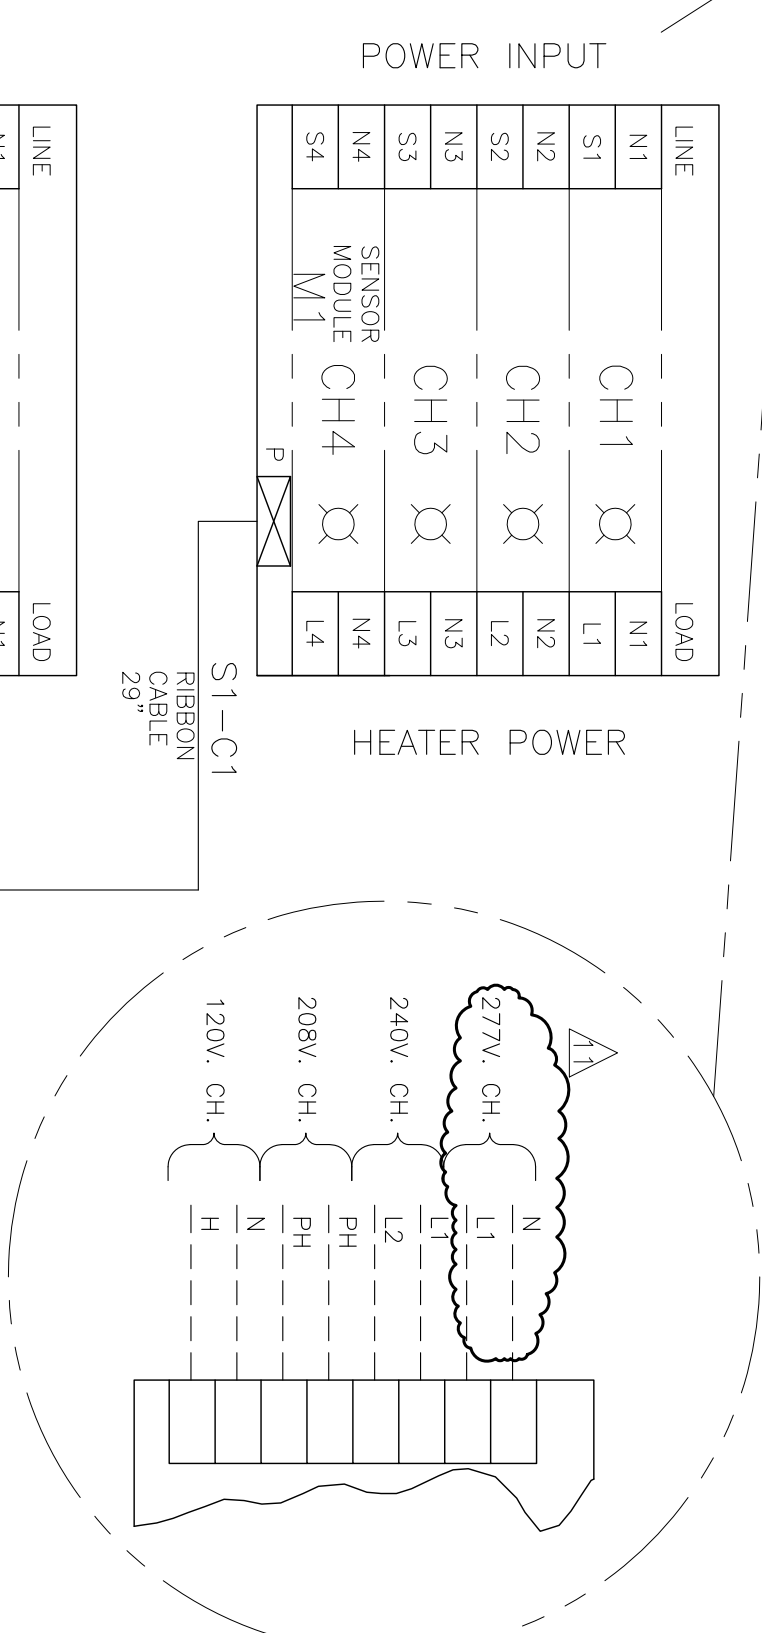 POWER INPUT
LINE
N1
S1
N2
S2
N3
S3
N4
S4
SENSOR
MODULE
M1
CH1
CH2
CH3
CH4
P
LOAD
N1
L1
N2
L2
N3
L3
N4
L4
HEATER POWER
S1-C1
RIBBON
CABLE
29"
LINE
N1
LOAD
N1
11
277V. CH.
240V. CH.
208V. CH.
120V. CH.
N
L1
L1
L2
PH
PH
N
H